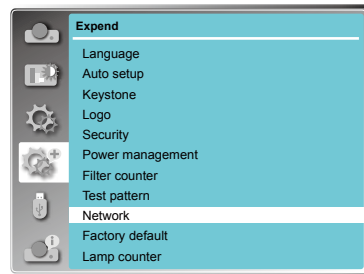 Expend
Language
Auto setup
Keystone
Logo
Security
Power management
Filter counter
Test pattern
Network
Factory default
Lamp counter